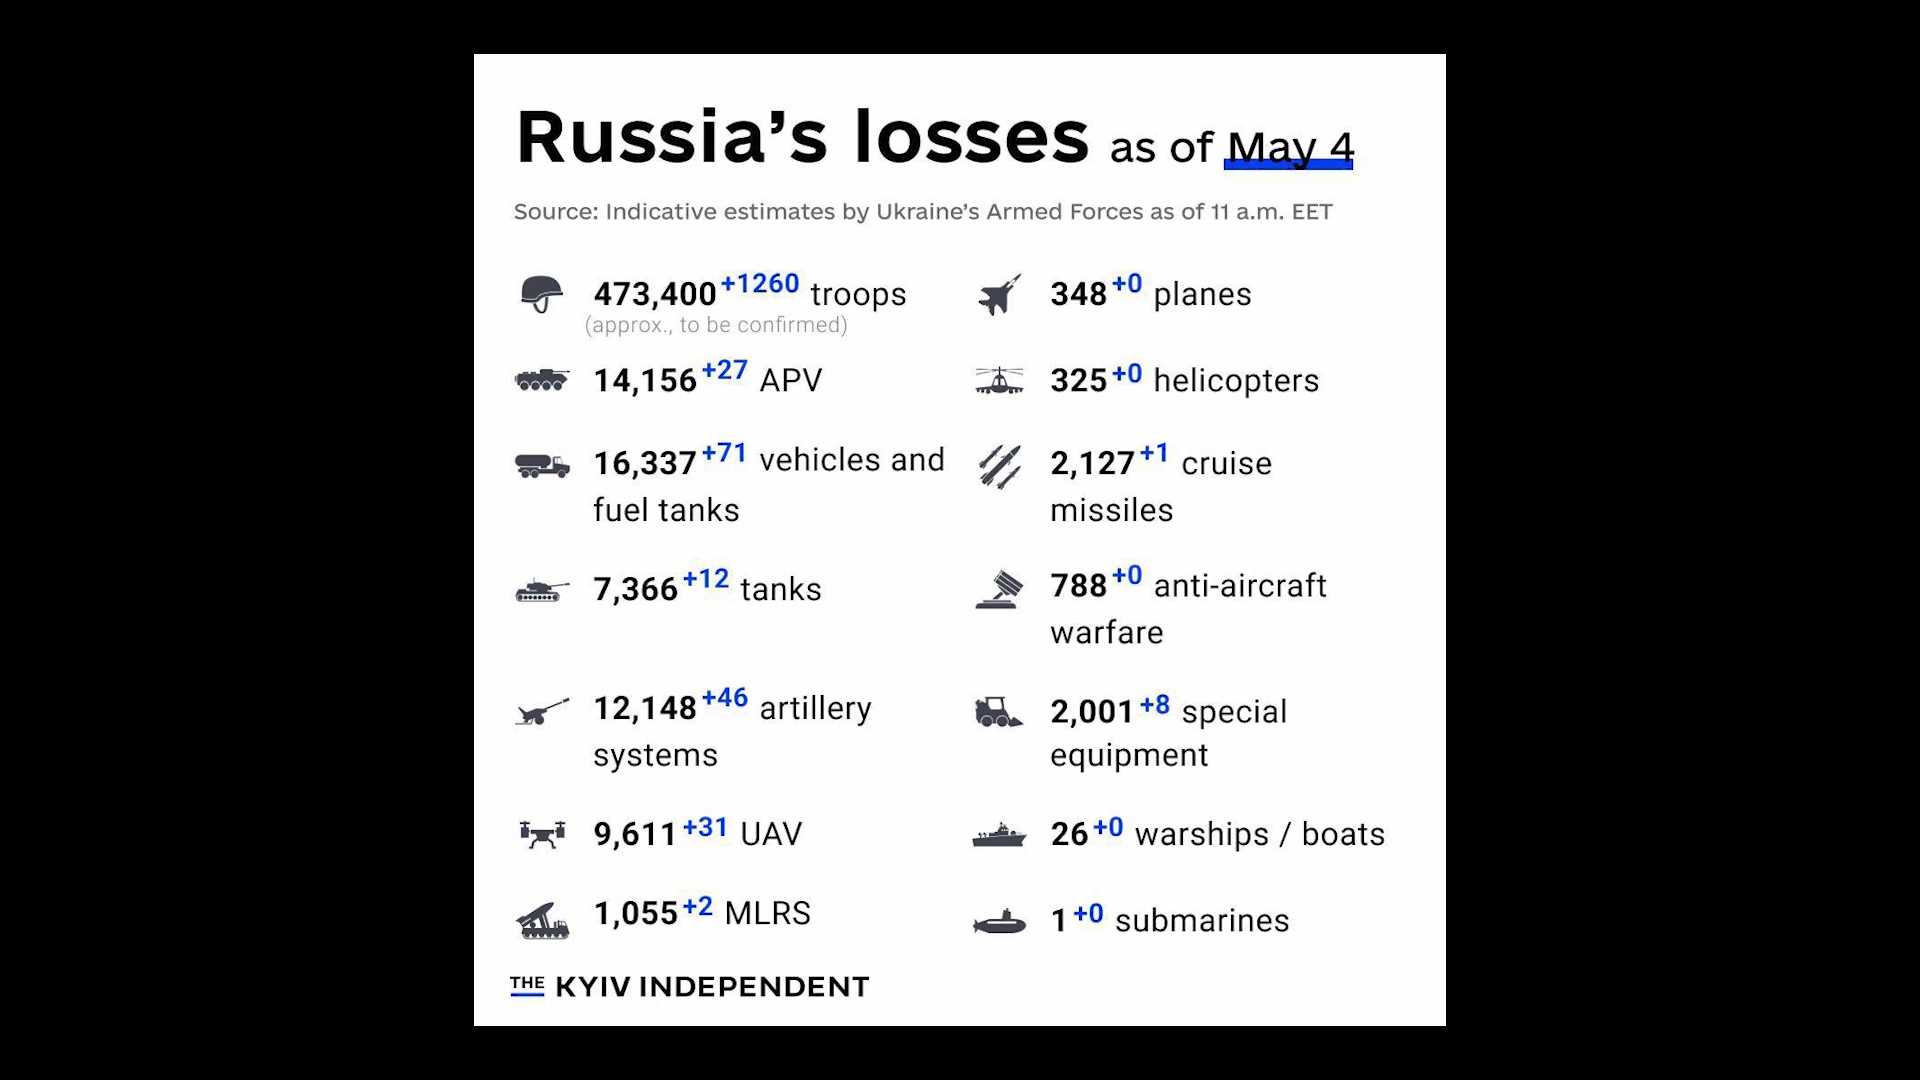 Russia's losses as of May 4
Source: Indicative estimates by Ukraine's Armed Forces as of 11 a.m. EET
473,400 +1260 troops
(approx., to be confirmed)
14,156 +27 APV
16,337 +71 vehicles and
fuel tanks
7,366 +12 tanks
12,148 +46 artillery
systems
9,611 +31 UAV
1,055 +2 MLRS
348 +0 planes
325 +0 helicopters
2,127 +1 cruise
missiles
788 +0 anti-aircraft
warfare
2,001 +8 special
equipment
26 +0 warships / boats
1 +0 submarines
THE KYIV INDEPENDENT